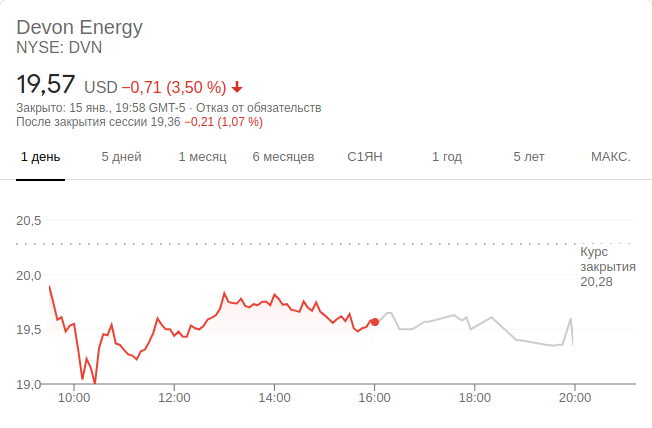 Devon Energy
NYSE: DVN
19,57 USD −0,71 (3,50 %)
Закрыто: 15 янв., 19:58 GMT-5 · Отказ от обязательств
После закрытия сессии 19,36 −0,21 (1,07 %)
1 день 5 дней 1 месяц 6 месяцев С1ЯН 1 год 5 лет МАКС.
20,5
Курс
закрытия
20,28
20,0
19,5
19,0
10:00 12:00 14:00 16:00 18:00 20:00